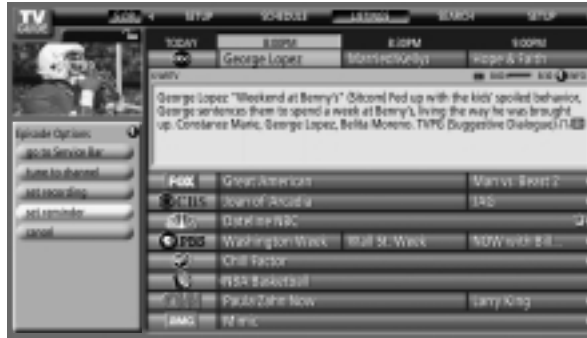 TV
GUIDE
SETUP SCHEDULE LISTINGS SEARCH SETUP
TODAY 8:00PM 8:30PM 9:00PM
abc George Lopez Married/Kellys Hope & Faith
George Lopez "Weekend at Benny's" (Sitcom) Fed up with the kids' spoiled behavior,
George sentences them to spend a week at Benny's, living the way he was brought
up. Constance Marie, George Lopez, Belita Moreno. TVPG (Suggestive Dialogue)
Episode Options
go to Service Bar
tune to channel
set recording
set reminder
cancel
FOX Great American Man vs. Beast 2
CBS Joan of Arcadia JAG
Dateline NBC
PBS Washington Week Wall St. Week NOW with Bill...
Chill Factor
NBA Basketball
Paula Zahn Now Larry King
AMC Mimic